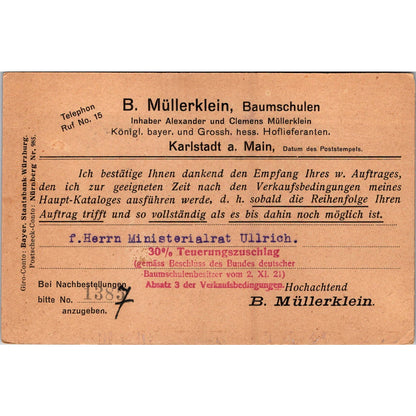 Telephon
Ruf No. 15
B. Müllerklein, Baumschulen
Inhaber Alexander und Clemens Müllerklein
Königl. bayer. und Grossh. hess. Hoflieferanten.
Karlstadt a. Main, Datum des Poststempels.
Giro-Conto: Bayer. Staatsbank Würzburg.
Postscheck-Conto: Nürnberg Nr. 985.
Ich bestätige Ihnen dankend den Empfang Ihres w. Auftrages,
den ich zur geeigneten Zeit nach den Verkaufsbedingungen meines
Haupt-Kataloges ausführen werde, d. h. sobald die Reihenfolge Ihren
Auftrag trifft und so vollständig als es bis dahin noch möglich ist.
f.Herrn Ministerialrat Ullrich.
30% Teuerungszuschlag
(gemäss Beschluss des Bundes deutscher
Baumschulenbesitzer vom 2. XI. 21)
Absatz 3 der Verkaufsbedingungen.
Bei Nachbestellungen
bitte No. 1387
anzugeben.
Hochachtend
B. Müllerklein.